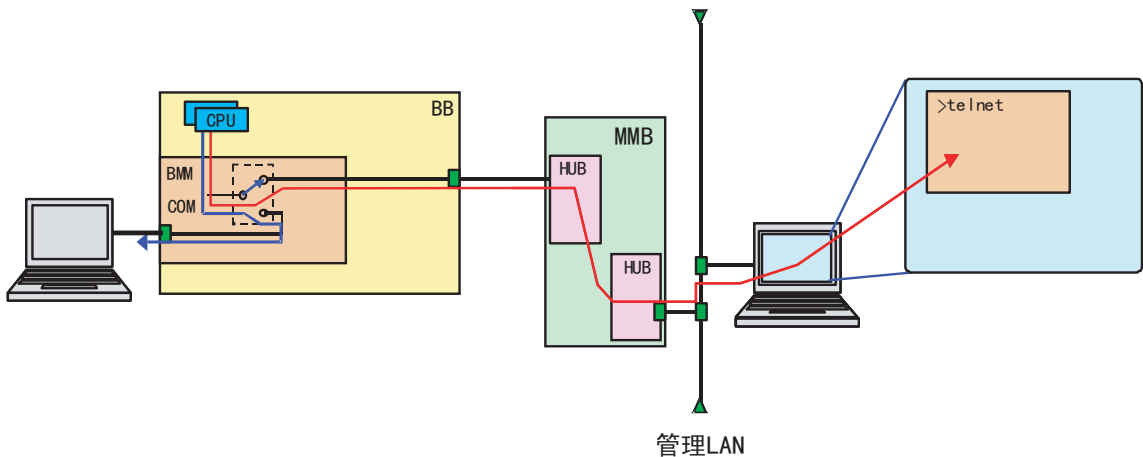 BB
CPU
BMM
COM
MMB
HUB
HUB
>telnet
管理LAN